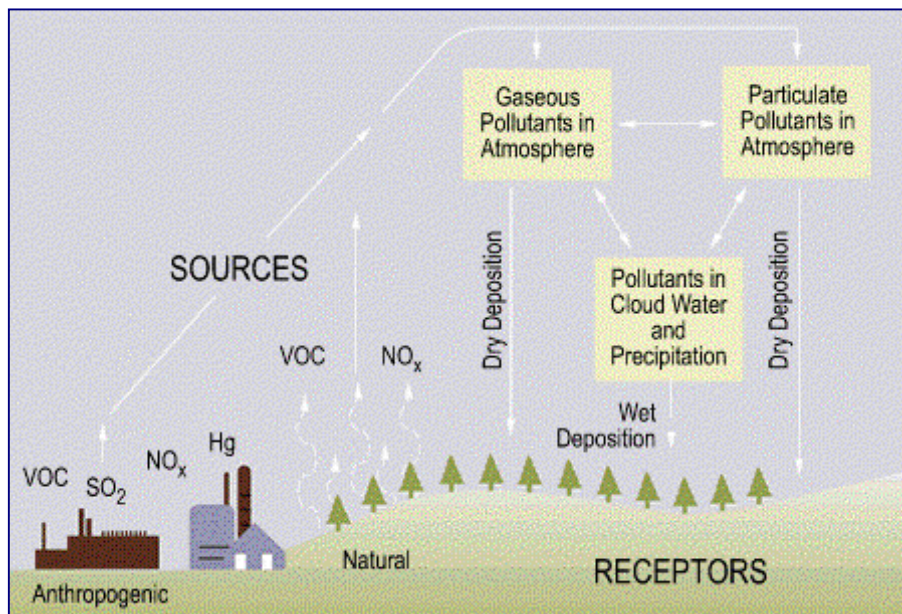 Gaseous
Pollutants in
Atmosphere
Particulate
Pollutants in
Atmosphere
SOURCES
Dry Deposition
Pollutants in
Cloud Water
and
Precipitation
Dry Deposition
VOC
NOx
Wet
Deposition
VOC
SO2
NOx
Hg
Natural
RECEPTORS
Anthropogenic